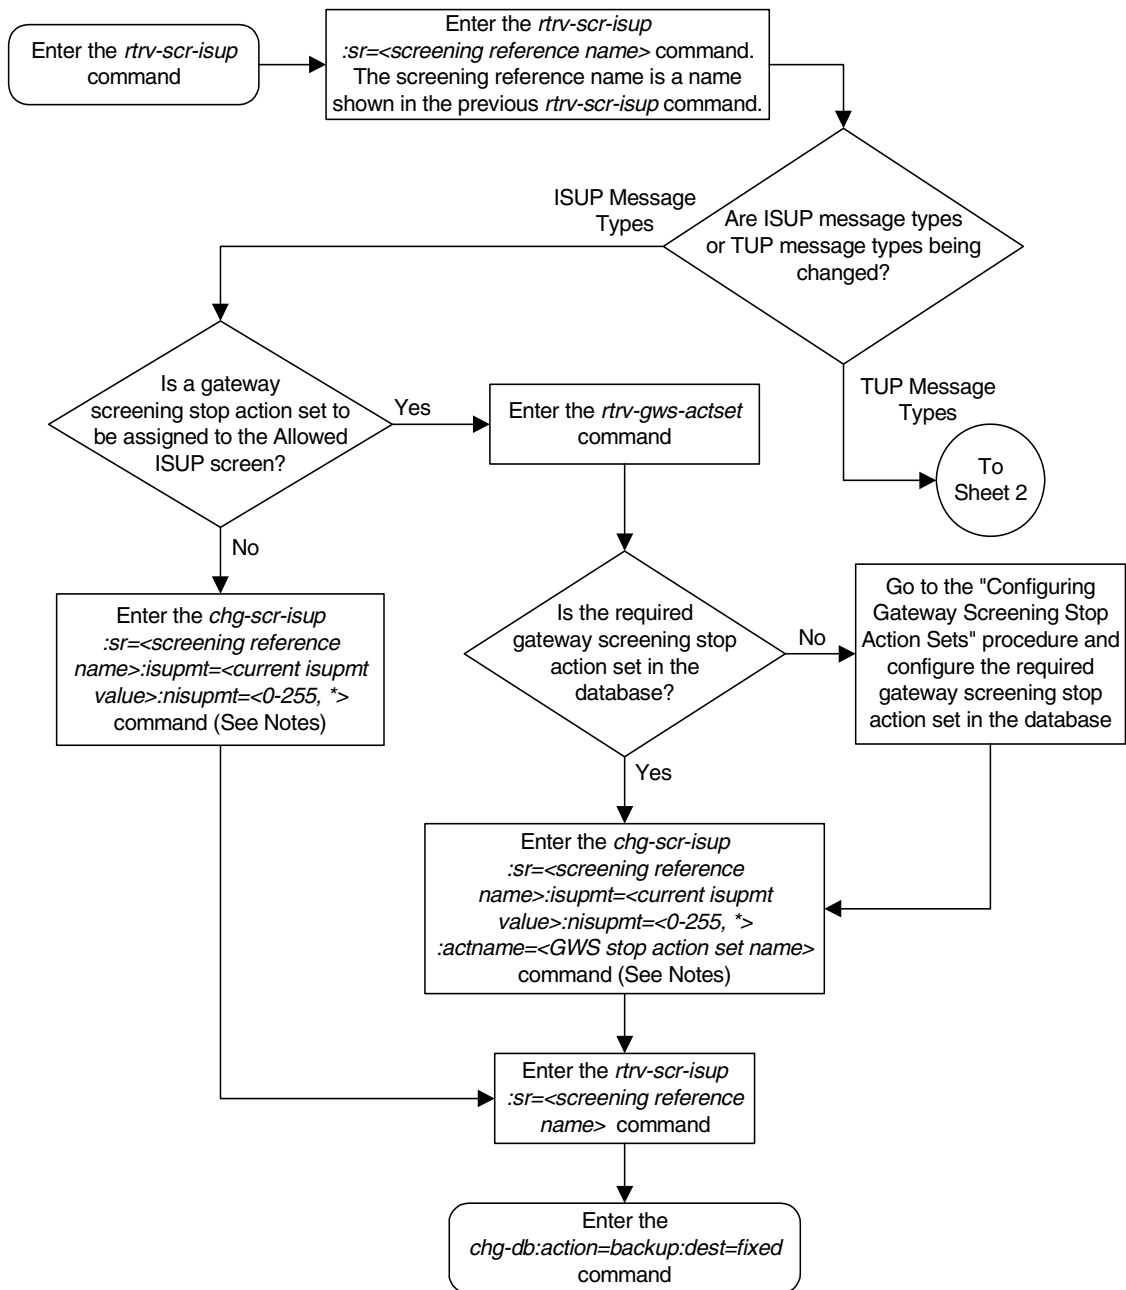 Enter the rtrv-scr-isup
command
Enter the rtrv-scr-isup
:sr=<screening reference name> command.
The screening reference name is a name
shown in the previous rtrv-scr-isup command.
ISUP Message
Types
Are ISUP message types
or TUP message types being
changed?
TUP Message
Types
To
Sheet 2
Is a gateway
screening stop action set to
be assigned to the Allowed
ISUP screen?
Yes
Enter the rtrv-gws-actset
command
No
Enter the chg-scr-isup
:sr=<screening reference
name>:isupmt=<current isupmt
value>:nisupmt=<0-255, *>
command (See Notes)
Is the required
gateway screening stop
action set in the
database?
No
Go to the "Configuring
Gateway Screening Stop
Action Sets" procedure and
configure the required
gateway screening stop
action set in the database
Yes
Enter the chg-scr-isup
:sr=<screening reference
name>:isupmt=<current isupmt
value>:nisupmt=<0-255, *>
:actname=<GWS stop action set name>
command (See Notes)
Enter the rtrv-scr-isup
:sr=<screening reference
name> command
Enter the
chg-db:action=backup:dest=fixed
command